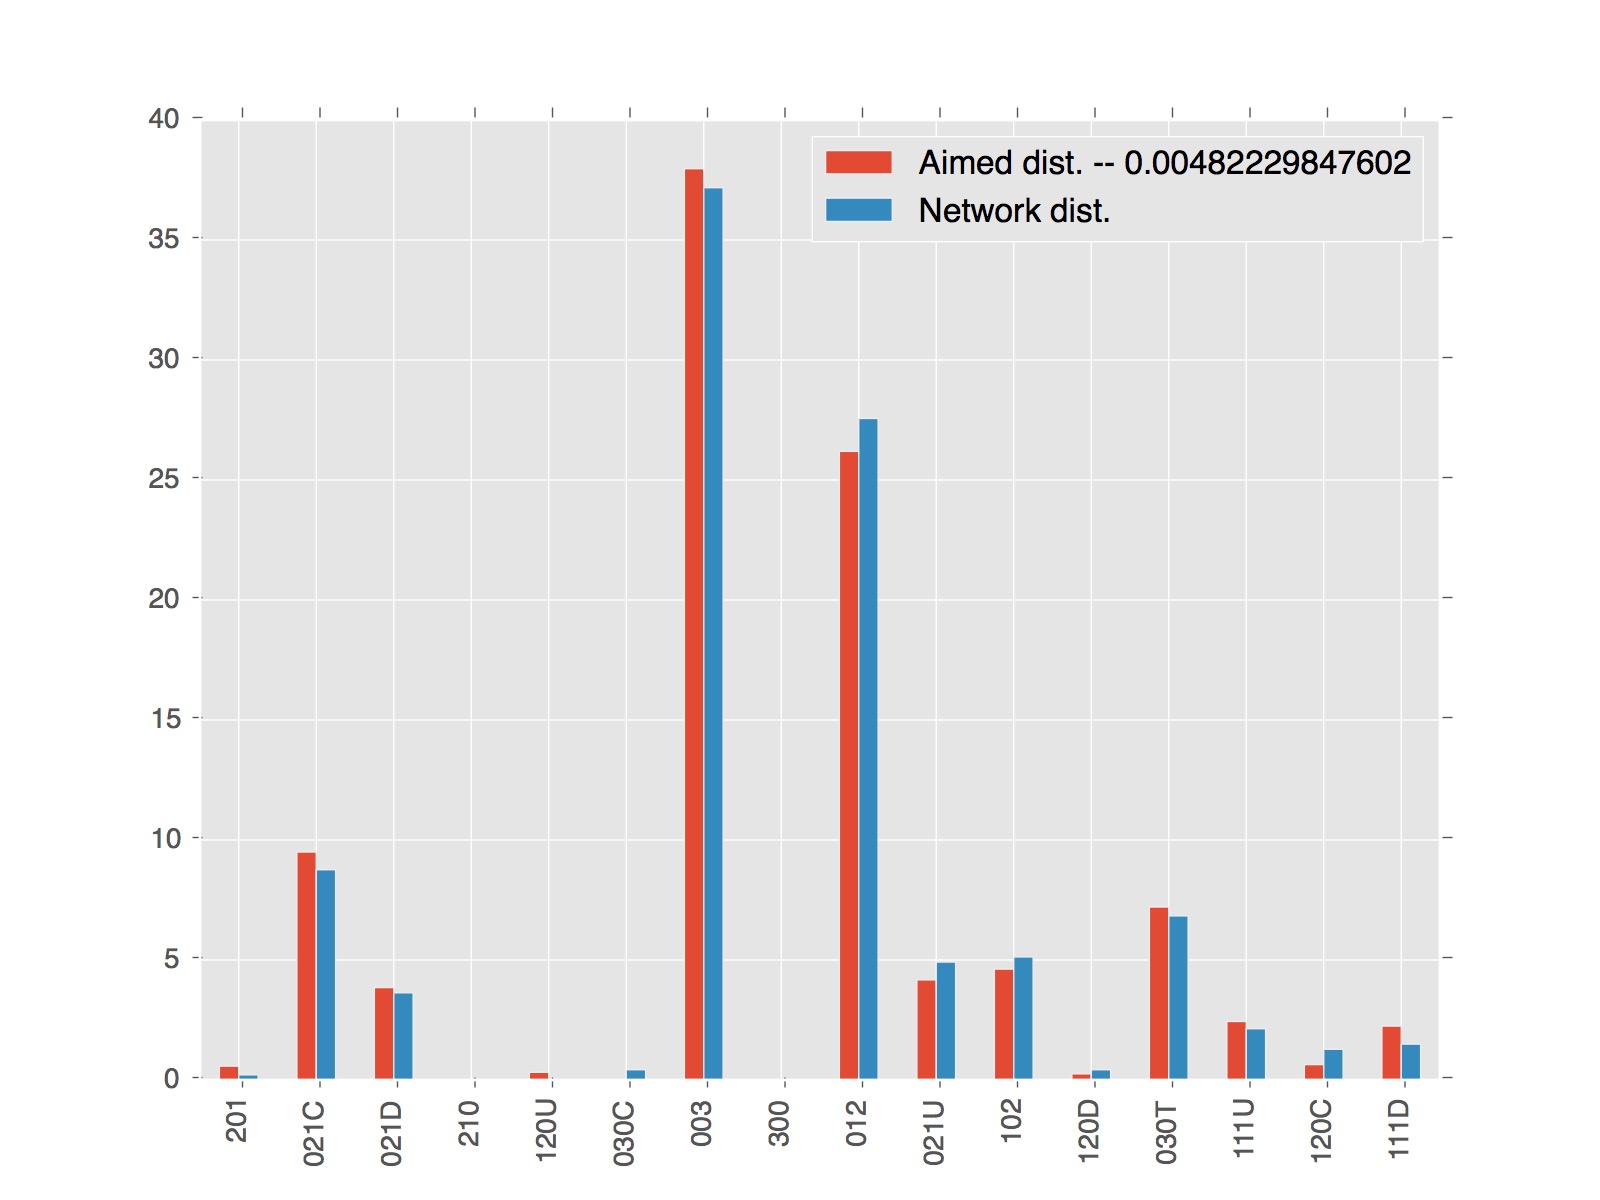 40
35
30
25
20
15
10
5
0
Aimed dist. -- 0.00482229847602
Network dist.
201
021C
021D
210
120U
030C
003
300
012
021U
102
120D
030T
111U
120C
111D